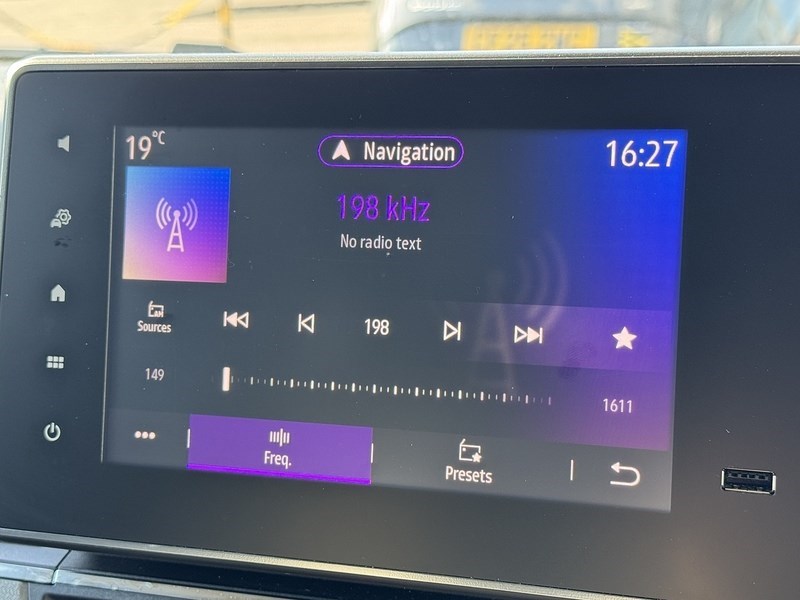 19°C
Navigation
16:27
198 kHz
No radio text
Sources
198
149
1611
Freq.
Presets